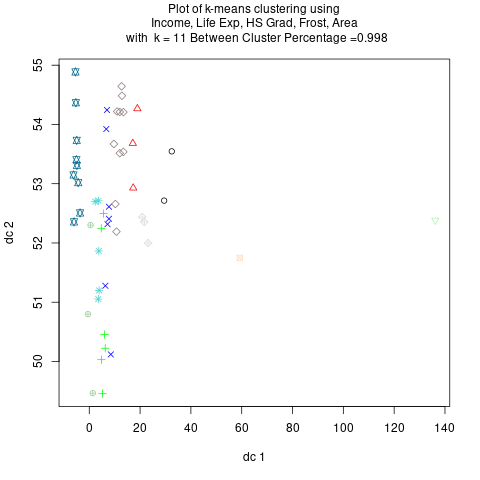 Plot of k-means clustering using
Income, Life Exp, HS Grad, Frost, Area
with k = 11 Between Cluster Percentage =0.998
55
54
53
52
51
50
dc 2
0 20 40 60 80 100 120 140
dc 1